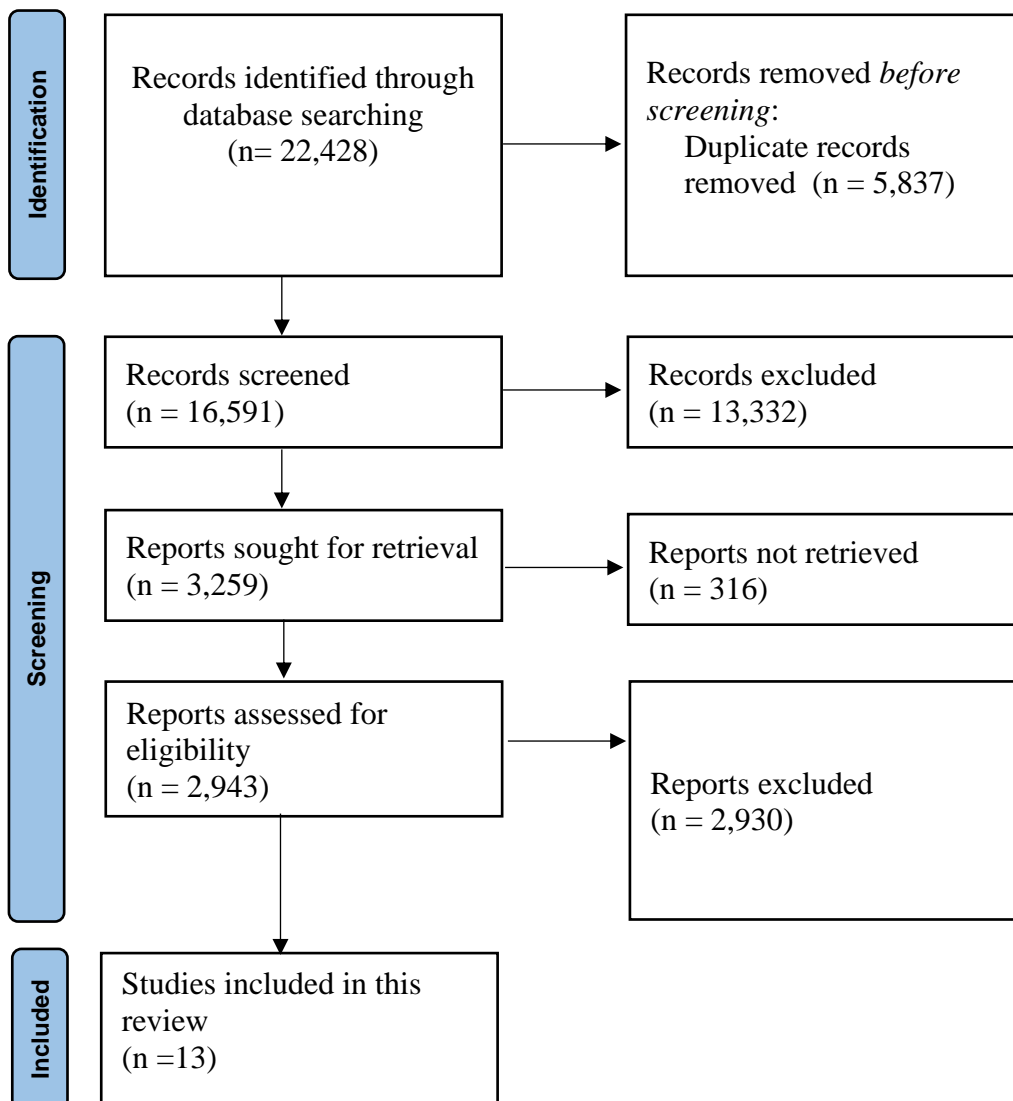 Identification
Records identified through
database searching
(n= 22,428)
Records removed before
screening:
Duplicate records
removed (n = 5,837)
Screening
Records screened
(n = 16,591)
Records excluded
(n = 13,332)
Reports sought for retrieval
(n = 3,259)
Reports not retrieved
(n = 316)
Reports assessed for
eligibility
(n = 2,943)
Reports excluded
(n = 2,930)
Included
Studies included in this
review
(n =13)